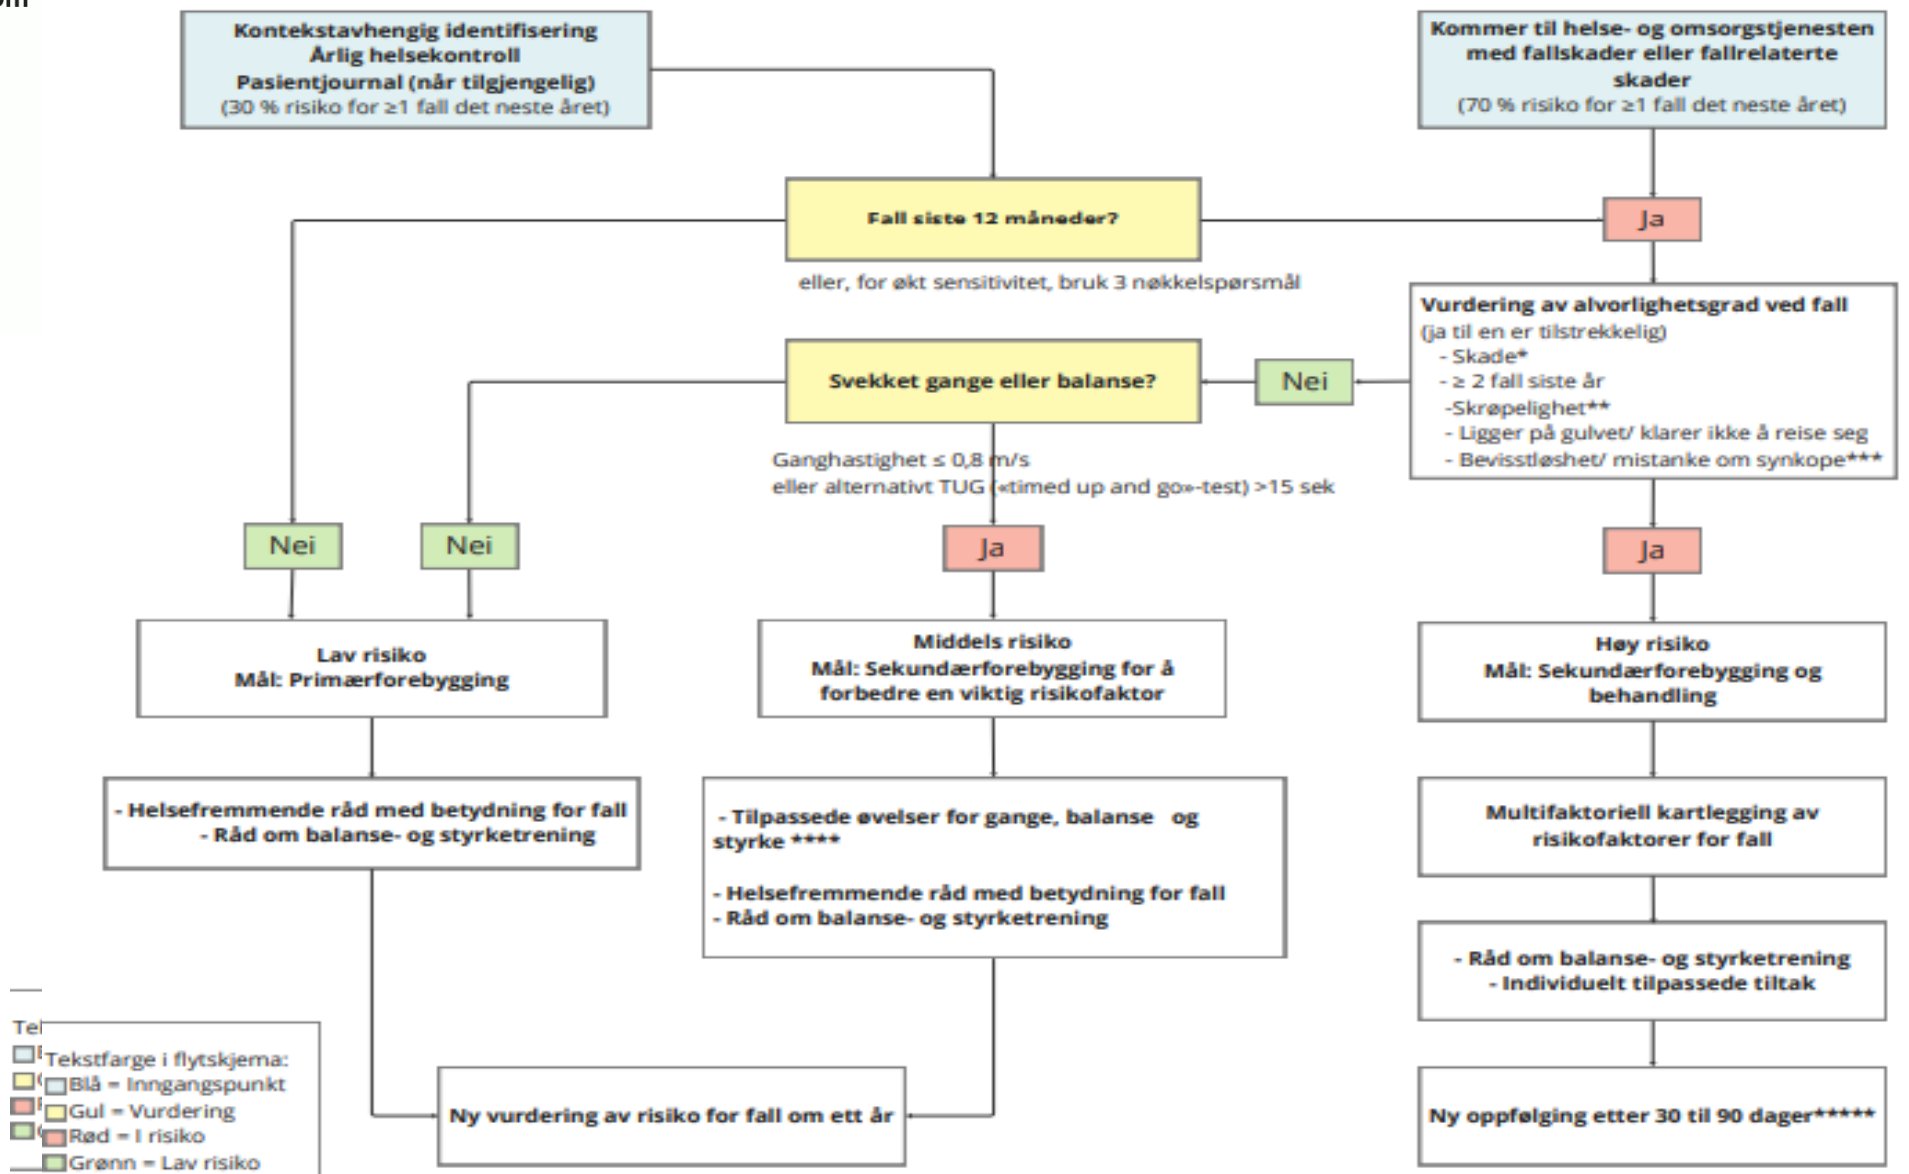 om
Kontekstavhengig identifisering
Årlig helsekontroll
Pasientjournal (når tilgjengelig)
(30 % risiko for ≥1 fall det neste året)
Kommer til helse- og omsorgstjenesten
med fallskader eller fallrelaterte
skader
(70 % risiko for ≥1 fall det neste året)
Fall siste 12 måneder?
Ja
eller, for økt sensitivitet, bruk 3 nøkkelspørsmål
Vurdering av alvorlighetsgrad ved fall
(ja til en er tilstrekkelig)
- Skade*
- ≥ 2 fall siste år
-Skrøpelighet**
- Ligger på gulvet/ klarer ikke å reise seg
- Bevisstløshet/ mistanke om synkope***
Svekket gange eller balanse?
Nei
Ganghastighet ≤ 0,8 m/s
eller alternativt TUG («timed up and go»-test) >15 sek
Nei
Nei
Ja
Ja
Lav risiko
Mål: Primærforebygging
Middels risiko
Mål: Sekundærforebygging for å
forbedre en viktig risikofaktor
Høy risiko
Mål: Sekundærforebygging og
behandling
- Helsefremmende råd med betydning for fall
- Råd om balanse- og styrketrening
- Tilpassede øvelser for gange, balanse og
styrke ****
- Helsefremmende råd med betydning for fall
- Råd om balanse- og styrketrening
Multifaktoriell kartlegging av
risikofaktorer for fall
- Råd om balanse- og styrketrening
- Individuelt tilpassede tiltak
Ny vurdering av risiko for fall om ett år
Ny oppfølging etter 30 til 90 dager*****
Tekstfarge i flytskjema:
Blå = Inngangspunkt
Gul = Vurdering
Rød = I risiko
Grønn = Lav risiko